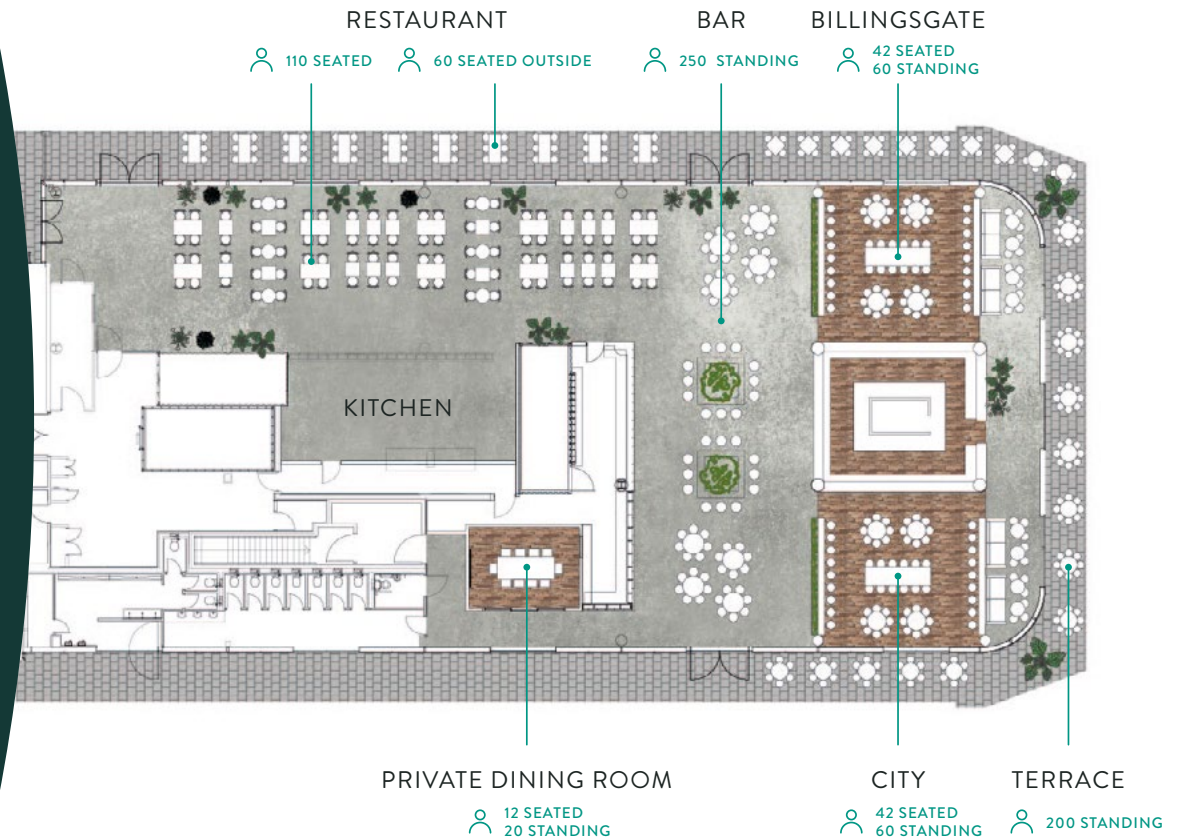 RESTAURANT
110 SEATED
60 SEATED OUTSIDE
BAR
250 STANDING
BILLINGSGATE
42 SEATED
60 STANDING
KITCHEN
PRIVATE DINING ROOM
12 SEATED
20 STANDING
CITY
42 SEATED
60 STANDING
TERRACE
200 STANDING